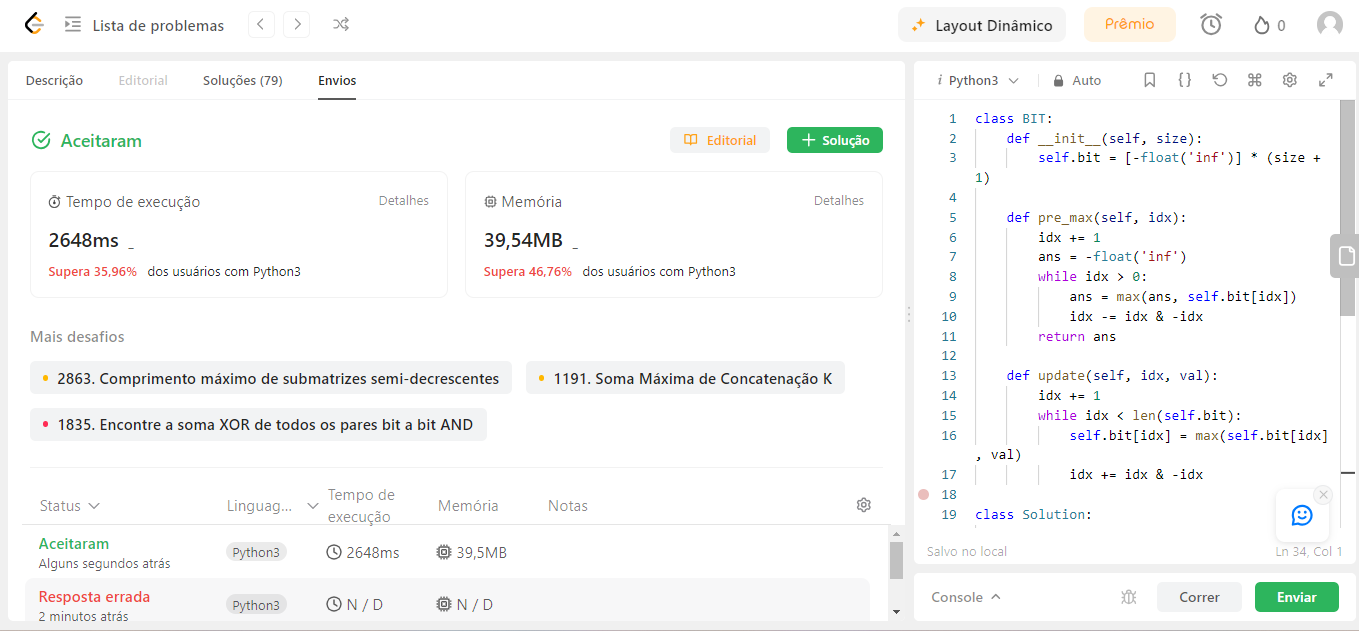 Lista de problemas
Layout Dinâmico
Prêmio
0
Descrição
Editorial
Soluções (79)
Envios
Aceitaram
Editorial
+ Solução
Tempo de execução
Detalhes
2648ms
Supera 35,96% dos usuários com Python3
Memória
Detalhes
39,54MB
Supera 46,76% dos usuários com Python3
Mais desafios
2863. Comprimento máximo de submatrizes semi-decrescentes
1191. Soma Máxima de Concatenação K
1835. Encontre a soma XOR de todos os pares bit a bit AND
Status
Linguag...
Tempo de
execução
Memória
Notas
Aceitaram
Alguns segundos atrás
Python3
2648ms
39,5MB
Resposta errada
2 minutos atrás
Python3
N / D
N / D
i Python3
Auto
1 class BIT:
2     def __init__(self, size):
3         self.bit = [-float('inf')] * (size +
1)
4
5     def pre_max(self, idx):
6         idx += 1
7         ans = -float('inf')
8         while idx > 0:
9             ans = max(ans, self.bit[idx])
10             idx -= idx & -idx
11         return ans
12
13     def update(self, idx, val):
14         idx += 1
15         while idx < len(self.bit):
16             self.bit[idx] = max(self.bit[idx]
, val)
17             idx += idx & -idx
18
19 class Solution:
Salvo no local
Ln 34, Col 1
Console
Correr
Enviar